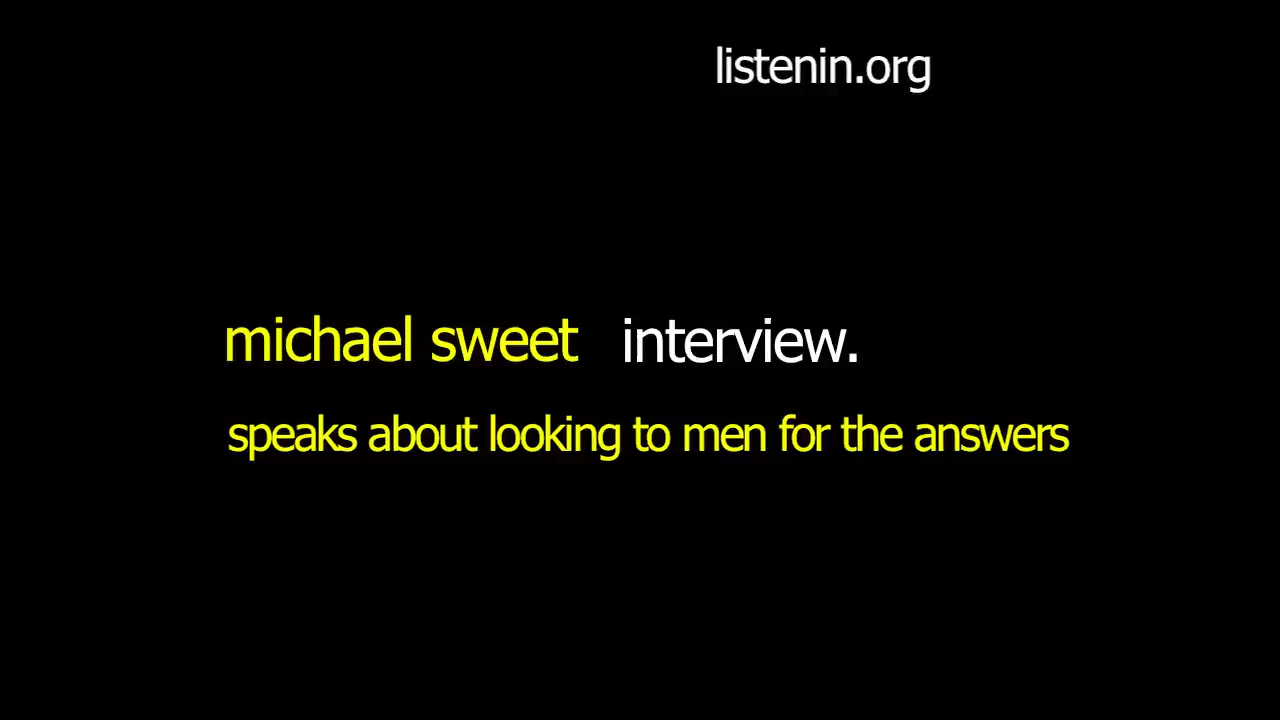 listenin.org
michael sweet interview.
speaks about looking to men for the answers